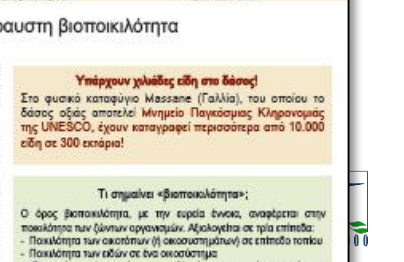 ραυστη βιοποικιλότητα
Υπάρχουν χιλιάδες είδη στο δάσος!
Στο φυσικό καταφύγιο Massane (Γαλλία), του οποίου το
δάσος οξιάς αποτελεί Μνημείο Παγκόσμιας Κληρονομιάς
της UNESCO, έχουν καταγραφεί περισσότερα από 10.000
είδη σε 300 εκτάρια!
Τι σημαίνει «βιοποικιλότητα»;
Ο όρος βιοποικιλότητα, με την ευρεία έννοια, αναφέρεται στην
ποικιλότητα των ζώντων οργανισμών. Αξιολογείται σε τρία επίπεδα:
- Ποικιλότητα των οικοτόπων (ή οικοσυστημάτων) σε επίπεδο τοπίου
- Ποικιλότητα των ειδών σε ένα οικοσύστημα